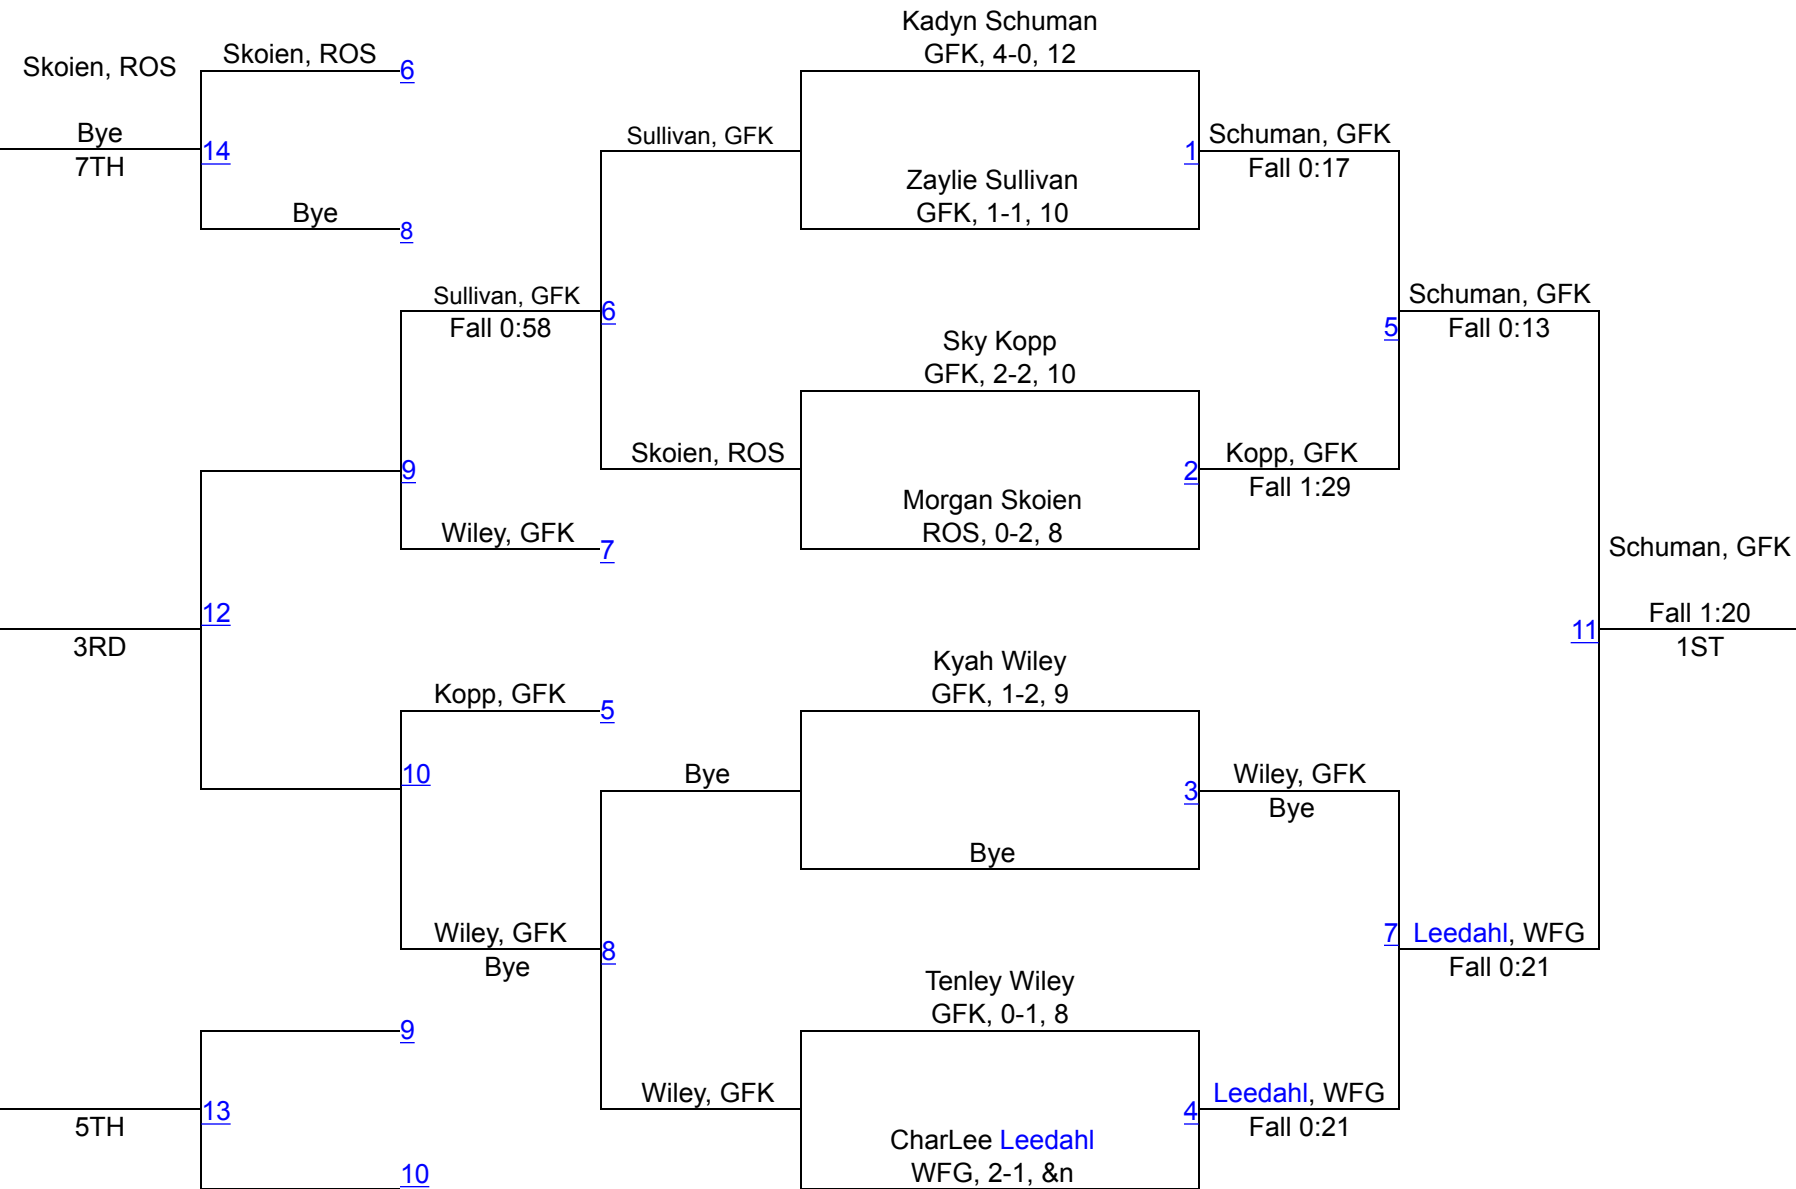 Skoien, ROS
Bye
7TH
Skoien, ROS
6
14
Bye
8
Sullivan, GFK
Fall 0:58
6
9
Wiley, GFK
7
12
3RD
Kopp, GFK
5
10
Wiley, GFK
Bye
8
9
13
5TH
10
Sullivan, GFK
Skoien, ROS
Bye
Wiley, GFK
Kadyn Schuman
GFK, 4-0, 12
1
Zaylie Sullivan
GFK, 1-1, 10
Sky Kopp
GFK, 2-2, 10
2
Morgan Skoien
ROS, 0-2, 8
Kyah Wiley
GFK, 1-2, 9
3
Bye
Tenley Wiley
GFK, 0-1, 8
4
CharLee Leedahl
WFG, 2-1, &n
Schuman, GFK
Fall 0:17
5
Kopp, GFK
Fall 1:29
Wiley, GFK
Bye
7
Leedahl, WFG
Fall 0:21
Schuman, GFK
Fall 0:13
11
Leedahl, WFG
Fall 0:21
Schuman, GFK
Fall 1:20
1ST